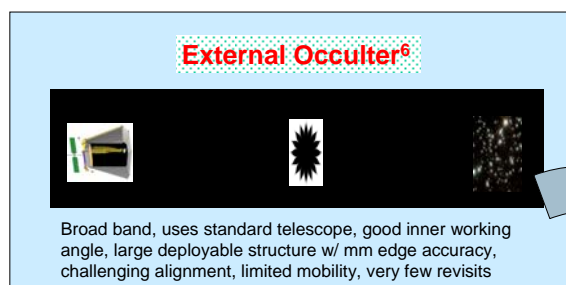 External Occulter⁶
Broad band, uses standard telescope, good inner working
angle, large deployable structure w/ mm edge accuracy,
challenging alignment, limited mobility, very few revisits